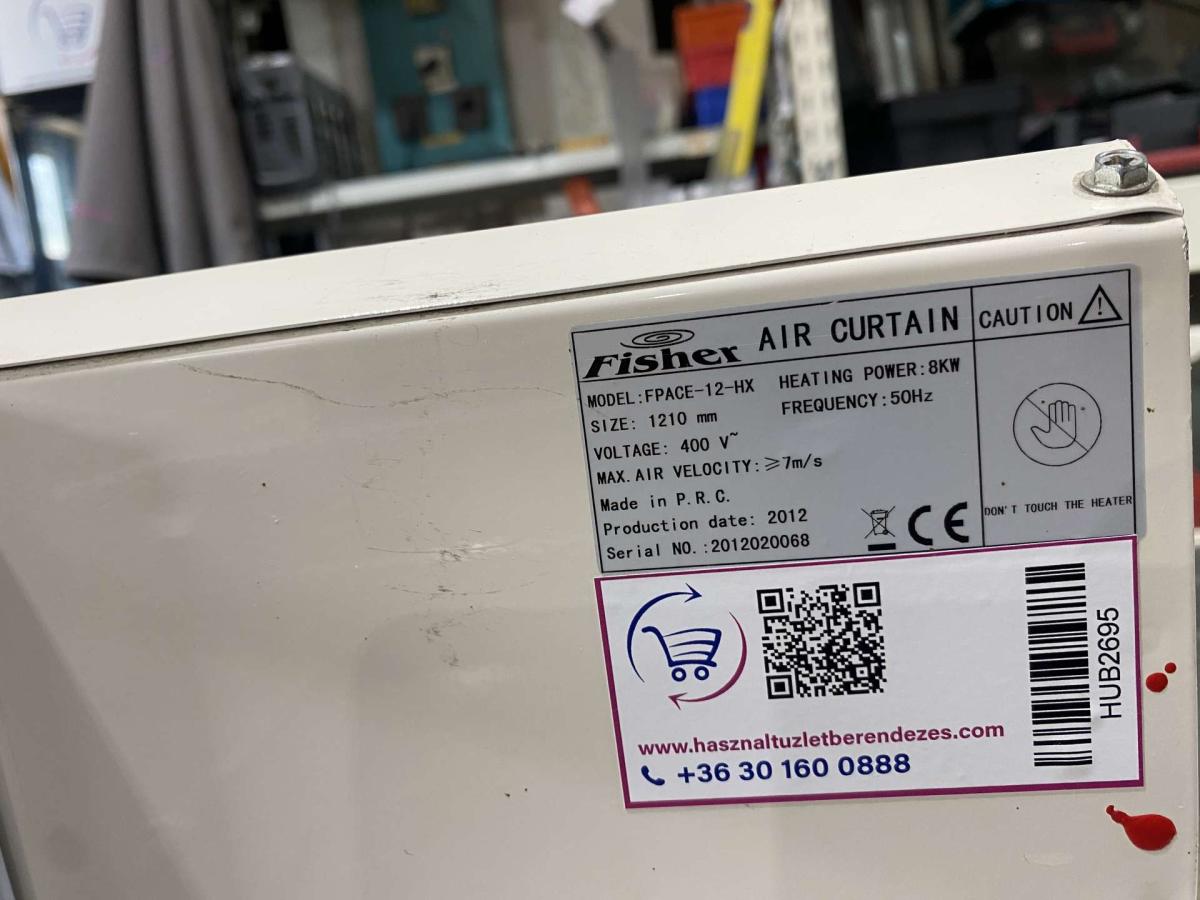 Fisher AIR CURTAIN
MODEL:FPACE-12-HX HEATING POWER:8KW
SIZE: 1210 mm FREQUENCY:50Hz
VOLTAGE: 400 V~
MAX.AIR VELOCITY:≥7m/s
Made in P.R.C.
Production date: 2012
Serial NO.:2012020068
CE
CAUTION
DON'T TOUCH THE HEATER
www.hasznaltuzletberendezes.com
+36 30 160 0888
HUB2695